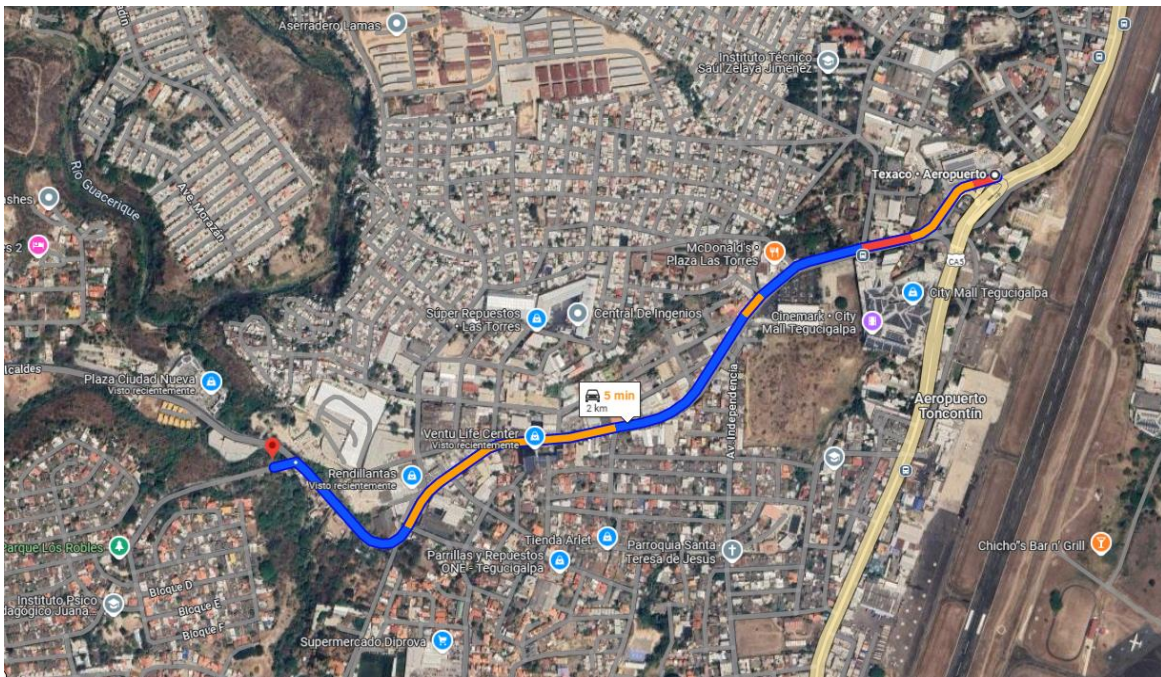 Aserradero Lamas
Instituto Técnico
Saúl Zelaya Jiménez
Río Guacerique
Ave. Morazán
Texaco • Aeropuerto
McDonald's •
Plaza Las Torres
CA5
City Mall Tegucigalpa
Súper Repuestos
• Las Torres
Central De Ingenios
Cinemark • City
Mall Tegucigalpa
Plaza Ciudad Nueva
Visto recientemente
5 min
2 km
Av. Independencia
Aeropuerto
Toncontín
Ventu Life Center
Visto recientemente
Rendillantas
Visto recientemente
Tienda Arlet
Parrillas y Repuestos
ONE - Tegucigalpa
Parroquia Santa
Teresa de Jesús
Chicho"s Bar n' Grill
Parque Los Robles
Bloque D
Bloque E
Bloque F
Instituto Psico
Supermercado Diprova